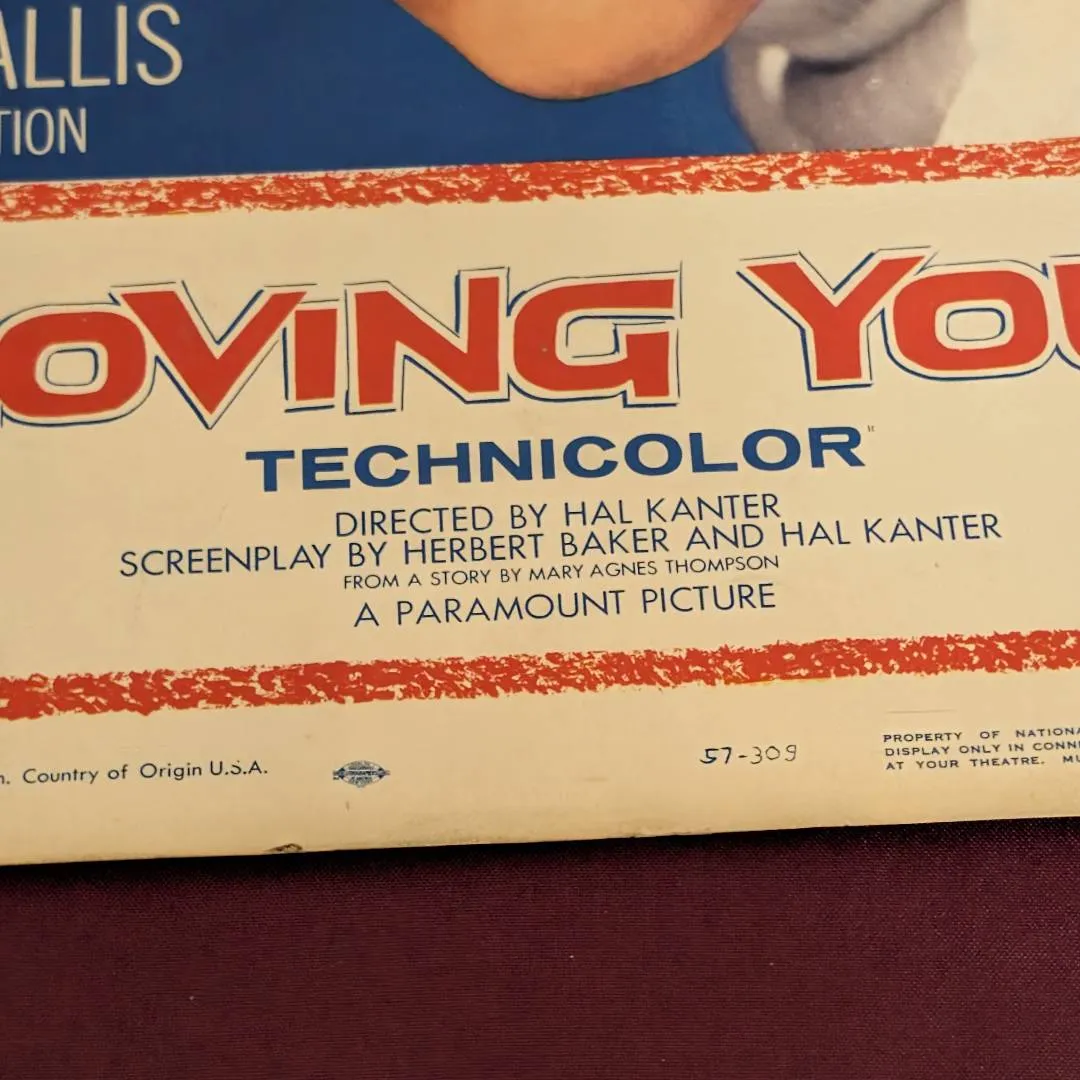 ALLIS
TION
OVING YOU
TECHNICOLOR
DIRECTED BY HAL KANTER
SCREENPLAY BY HERBERT BAKER AND HAL KANTER
FROM A STORY BY MARY AGNES THOMPSON
A PARAMOUNT PICTURE
n. Country of Origin U.S.A.
57-309
PROPERTY OF NATIONA
DISPLAY ONLY IN CONN
AT YOUR THEATRE. MU